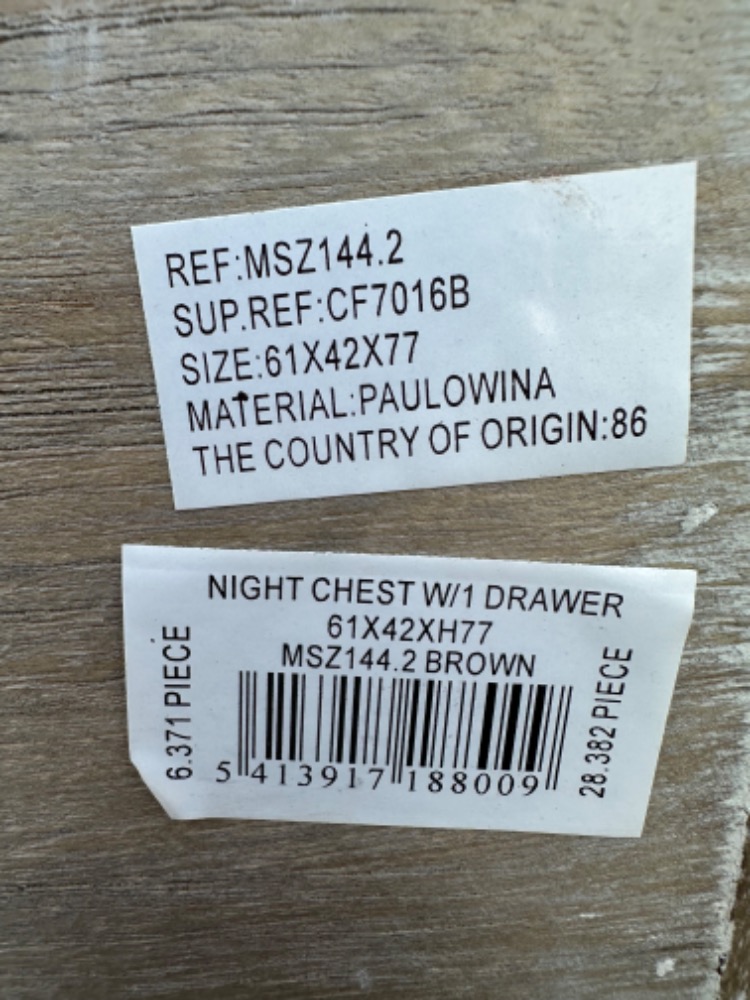 REF:MSZ144.2
SUP.REF:CF7016B
SIZE:61X42X77
MATERIAL:PAULOWINA
THE COUNTRY OF ORIGIN:86
NIGHT CHEST W/1 DRAWER
61X42XH77
MSZ144.2 BROWN
6.371 PIECE
28.382 PIECE
5 413917 188009